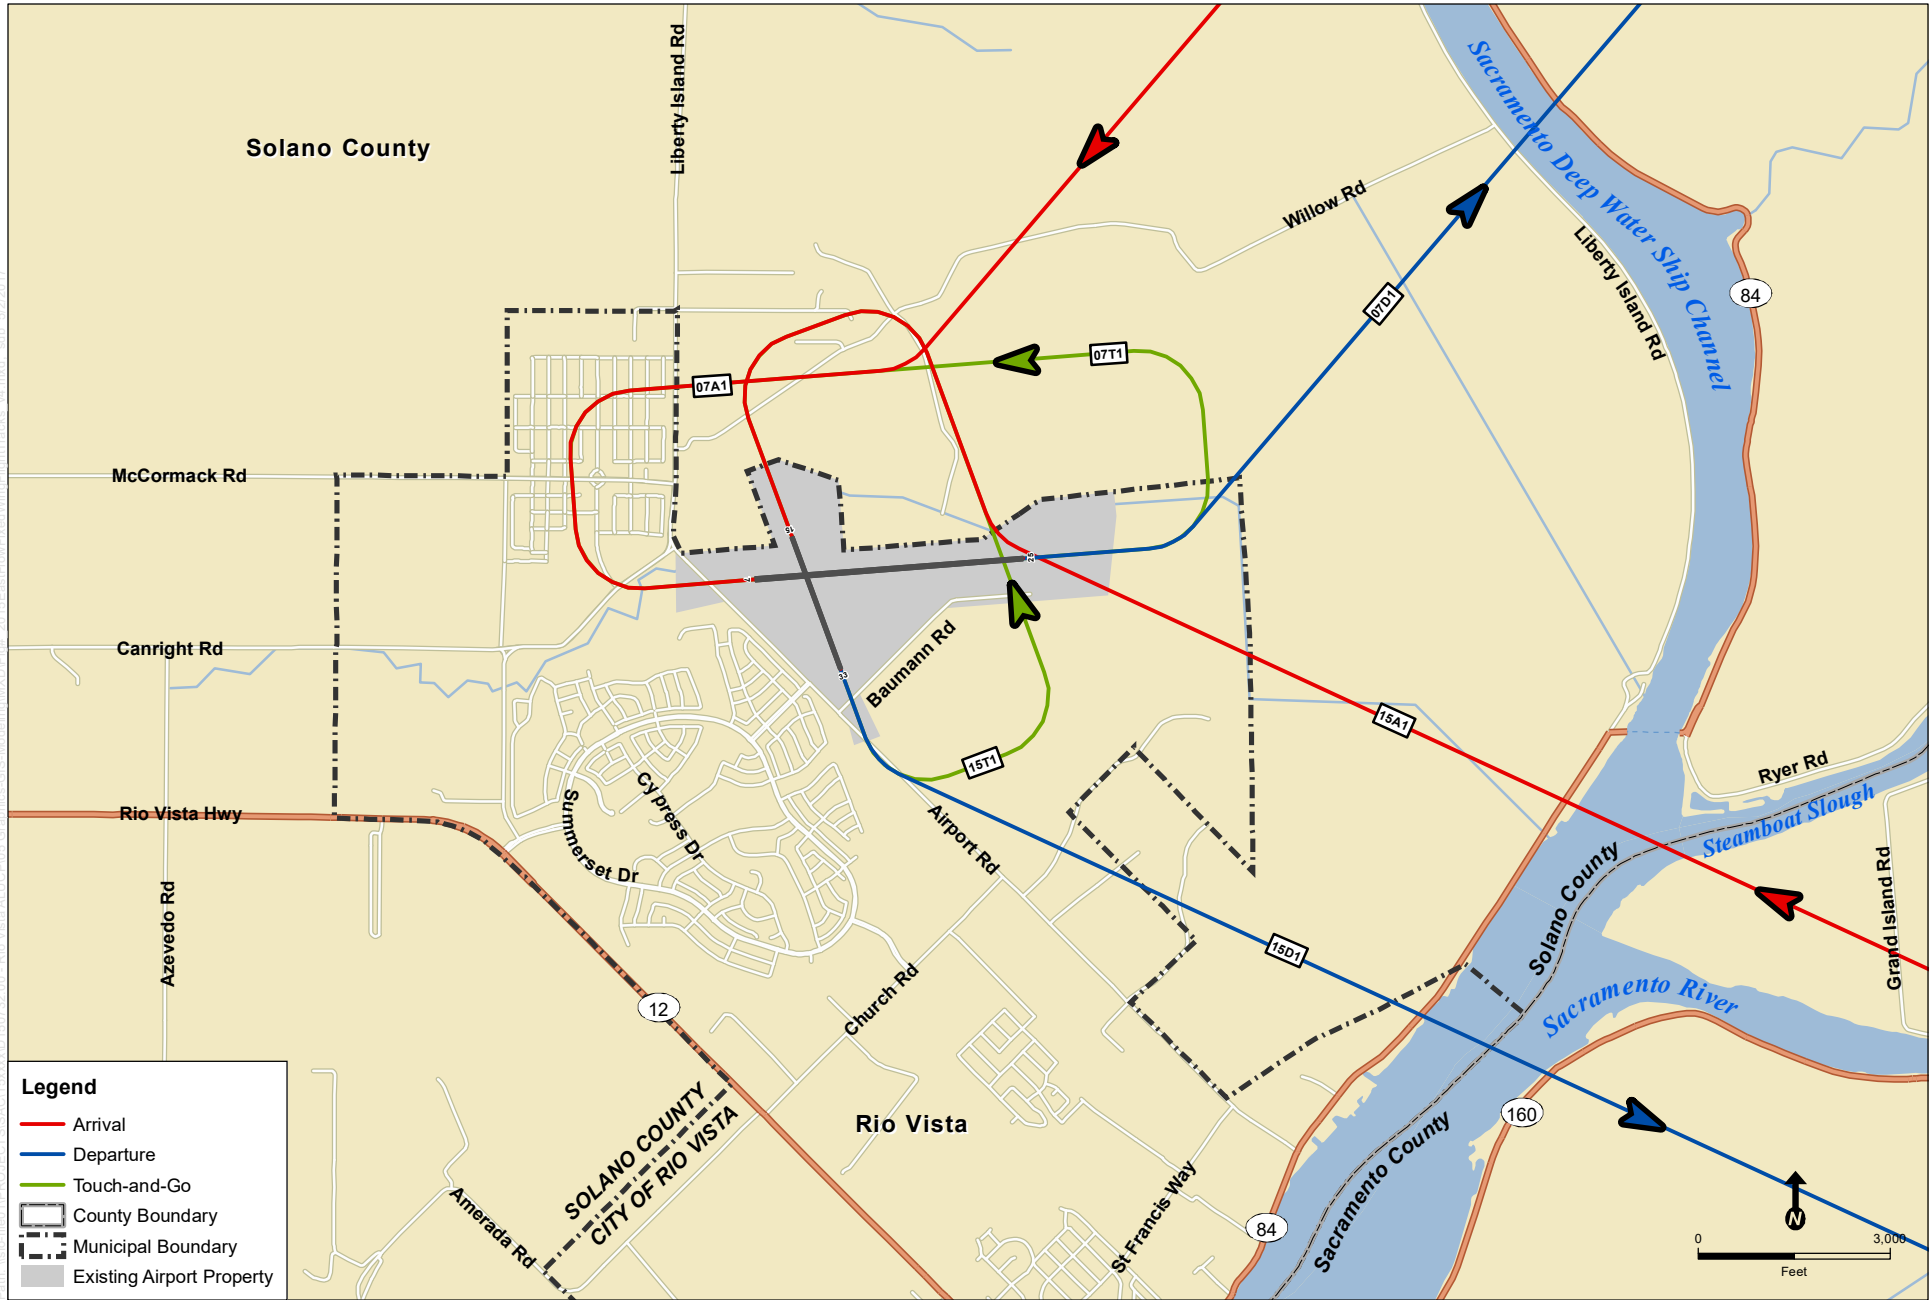 Solano County
Liberty Island Rd
Sacramento Deep Water Ship Channel
Willow Rd
Liberty Island Rd
84
07D1
07T1
07A1
McCormack Rd
15
25
7
33
Canright Rd
Baumann Rd
15A1
15T1
Ryer Rd
Steamboat Slough
Rio Vista Hwy
Summerset Dr
Cypress Dr
Airport Rd
Solano County
Grand Island Rd
Azevedo Rd
15D1
Church Rd
Sacramento River
12
Rio Vista
160
SOLANO COUNTY
CITY OF RIO VISTA
Sacramento County
St Francis Way
84
Amerada Rd
Legend
Arrival
Departure
Touch-and-Go
County Boundary
Municipal Boundary
Existing Airport Property
N
0 3,000
Feet